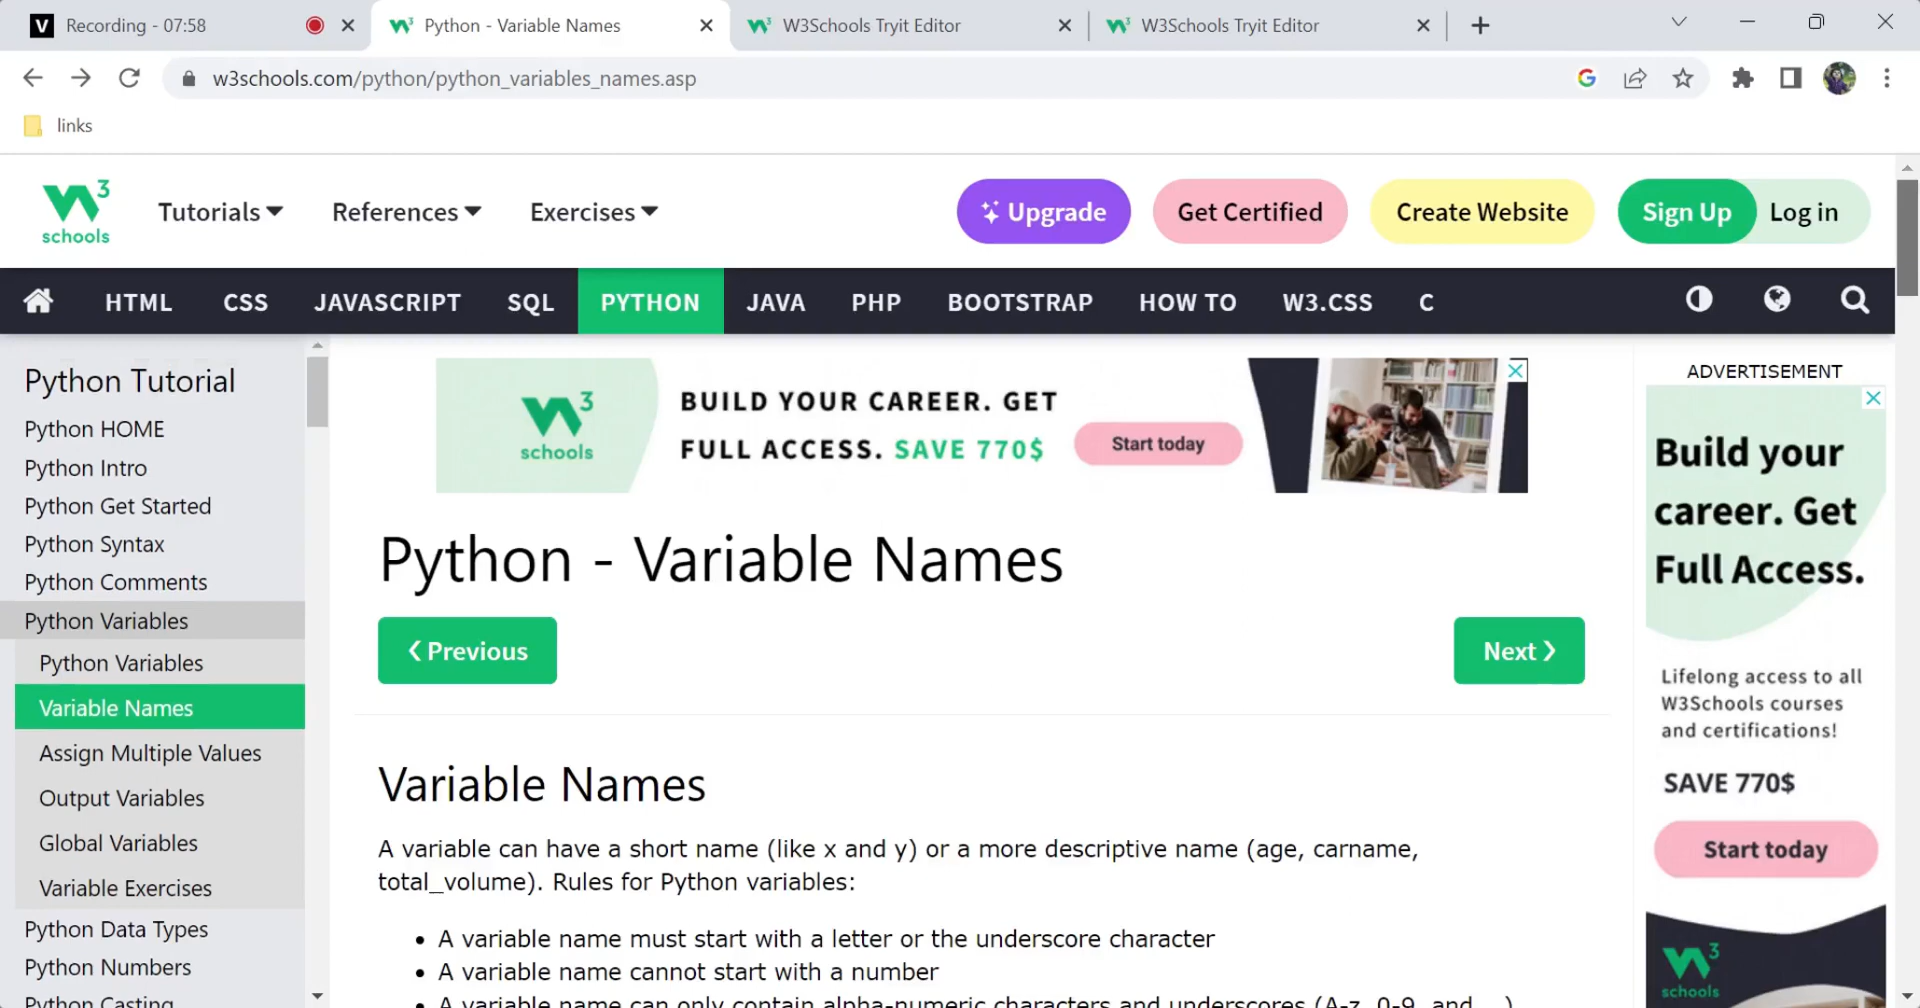 Recording - 07:58
Python - Variable Names
W3Schools Tryit Editor
W3Schools Tryit Editor
w3schools.com/python/python_variables_names.asp
links
W3 schools
Tutorials
References
Exercises
Upgrade
Get Certified
Create Website
Sign Up
Log in
HTML
CSS
JAVASCRIPT
SQL
PYTHON
JAVA
PHP
BOOTSTRAP
HOW TO
W3.CSS
C
Python Tutorial
Python HOME
Python Intro
Python Get Started
Python Syntax
Python Comments
Python Variables
Python Variables
Variable Names
Assign Multiple Values
Output Variables
Global Variables
Variable Exercises
Python Data Types
Python Numbers
Python Casting
W3 schools
BUILD YOUR CAREER. GET
FULL ACCESS. SAVE 770$
Start today
Python - Variable Names
❮ Previous
Next ❯
Variable Names
A variable can have a short name (like x and y) or a more descriptive name (age, carname,
total_volume). Rules for Python variables:
• A variable name must start with a letter or the underscore character
• A variable name cannot start with a number
• A variable name can only contain alpha-numeric characters and underscores (A-z, 0-9, and _ )
ADVERTISEMENT
Build your
career. Get
Full Access.
Lifelong access to all
W3Schools courses
and certifications!
SAVE 770$
Start today
W3 schools